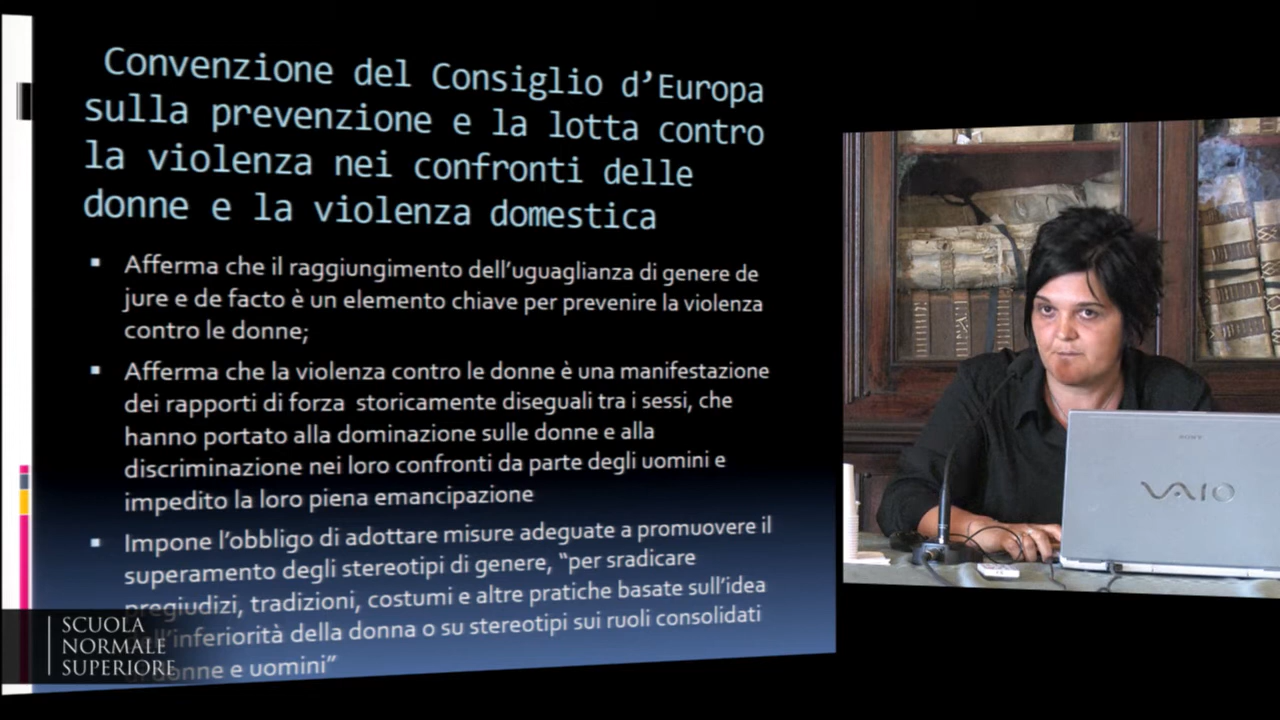 Convenzione del Consiglio d'Europa
sulla prevenzione e la lotta contro
la violenza nei confronti delle
donne e la violenza domestica
▪ Afferma che il raggiungimento dell'uguaglianza di genere de
jure e de facto è un elemento chiave per prevenire la violenza
contro le donne;
▪ Afferma che la violenza contro le donne è una manifestazione
dei rapporti di forza storicamente diseguali tra i sessi, che
hanno portato alla dominazione sulle donne e alla
discriminazione nei loro confronti da parte degli uomini e
impedito la loro piena emancipazione
▪ Impone l'obbligo di adottare misure adeguate a promuovere il
superamento degli stereotipi di genere, "per sradicare
pregiudizi, tradizioni, costumi e altre pratiche basate sull'idea
dell'inferiorità della donna o su stereotipi sui ruoli consolidati
di donne e uomini"
SCUOLA
NORMALE
SUPERIORE
SONY
VAIO